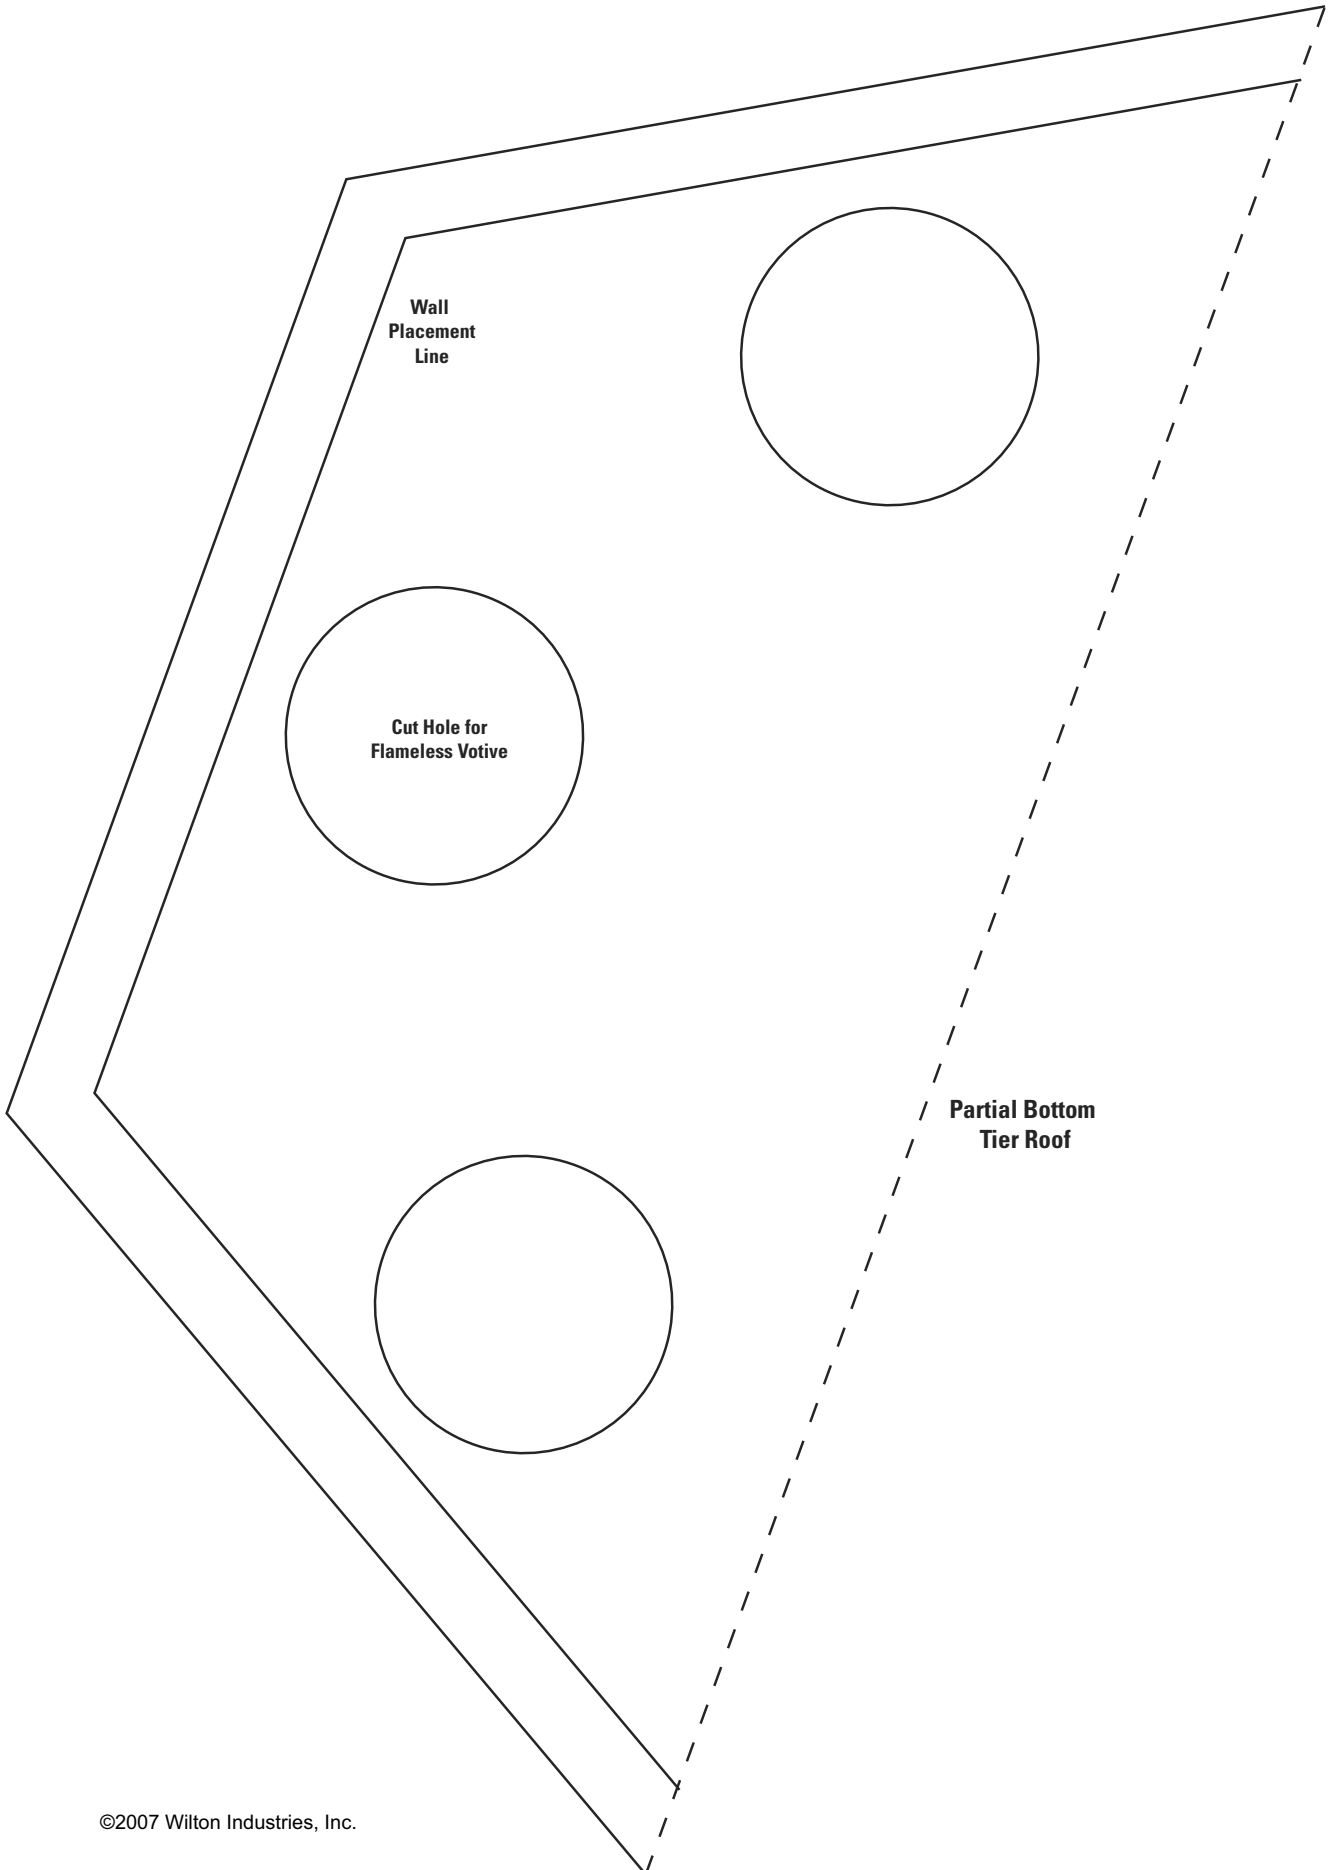 Wall
Placement
Line
Cut Hole for
Flameless Votive
Partial Bottom
Tier Roof
©2007 Wilton Industries, Inc.